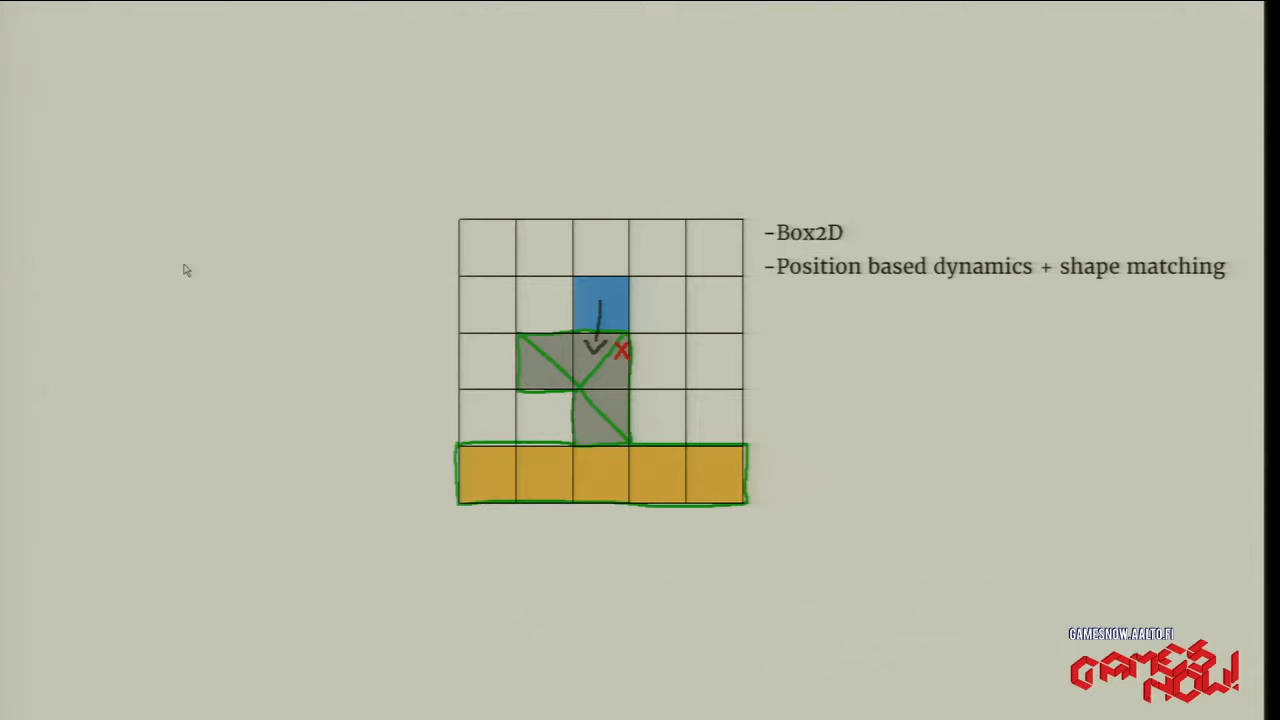 -Box2D
-Position based dynamics + shape matching
X
GAMESNOW.AALTO.FI
GAMES
NOW!